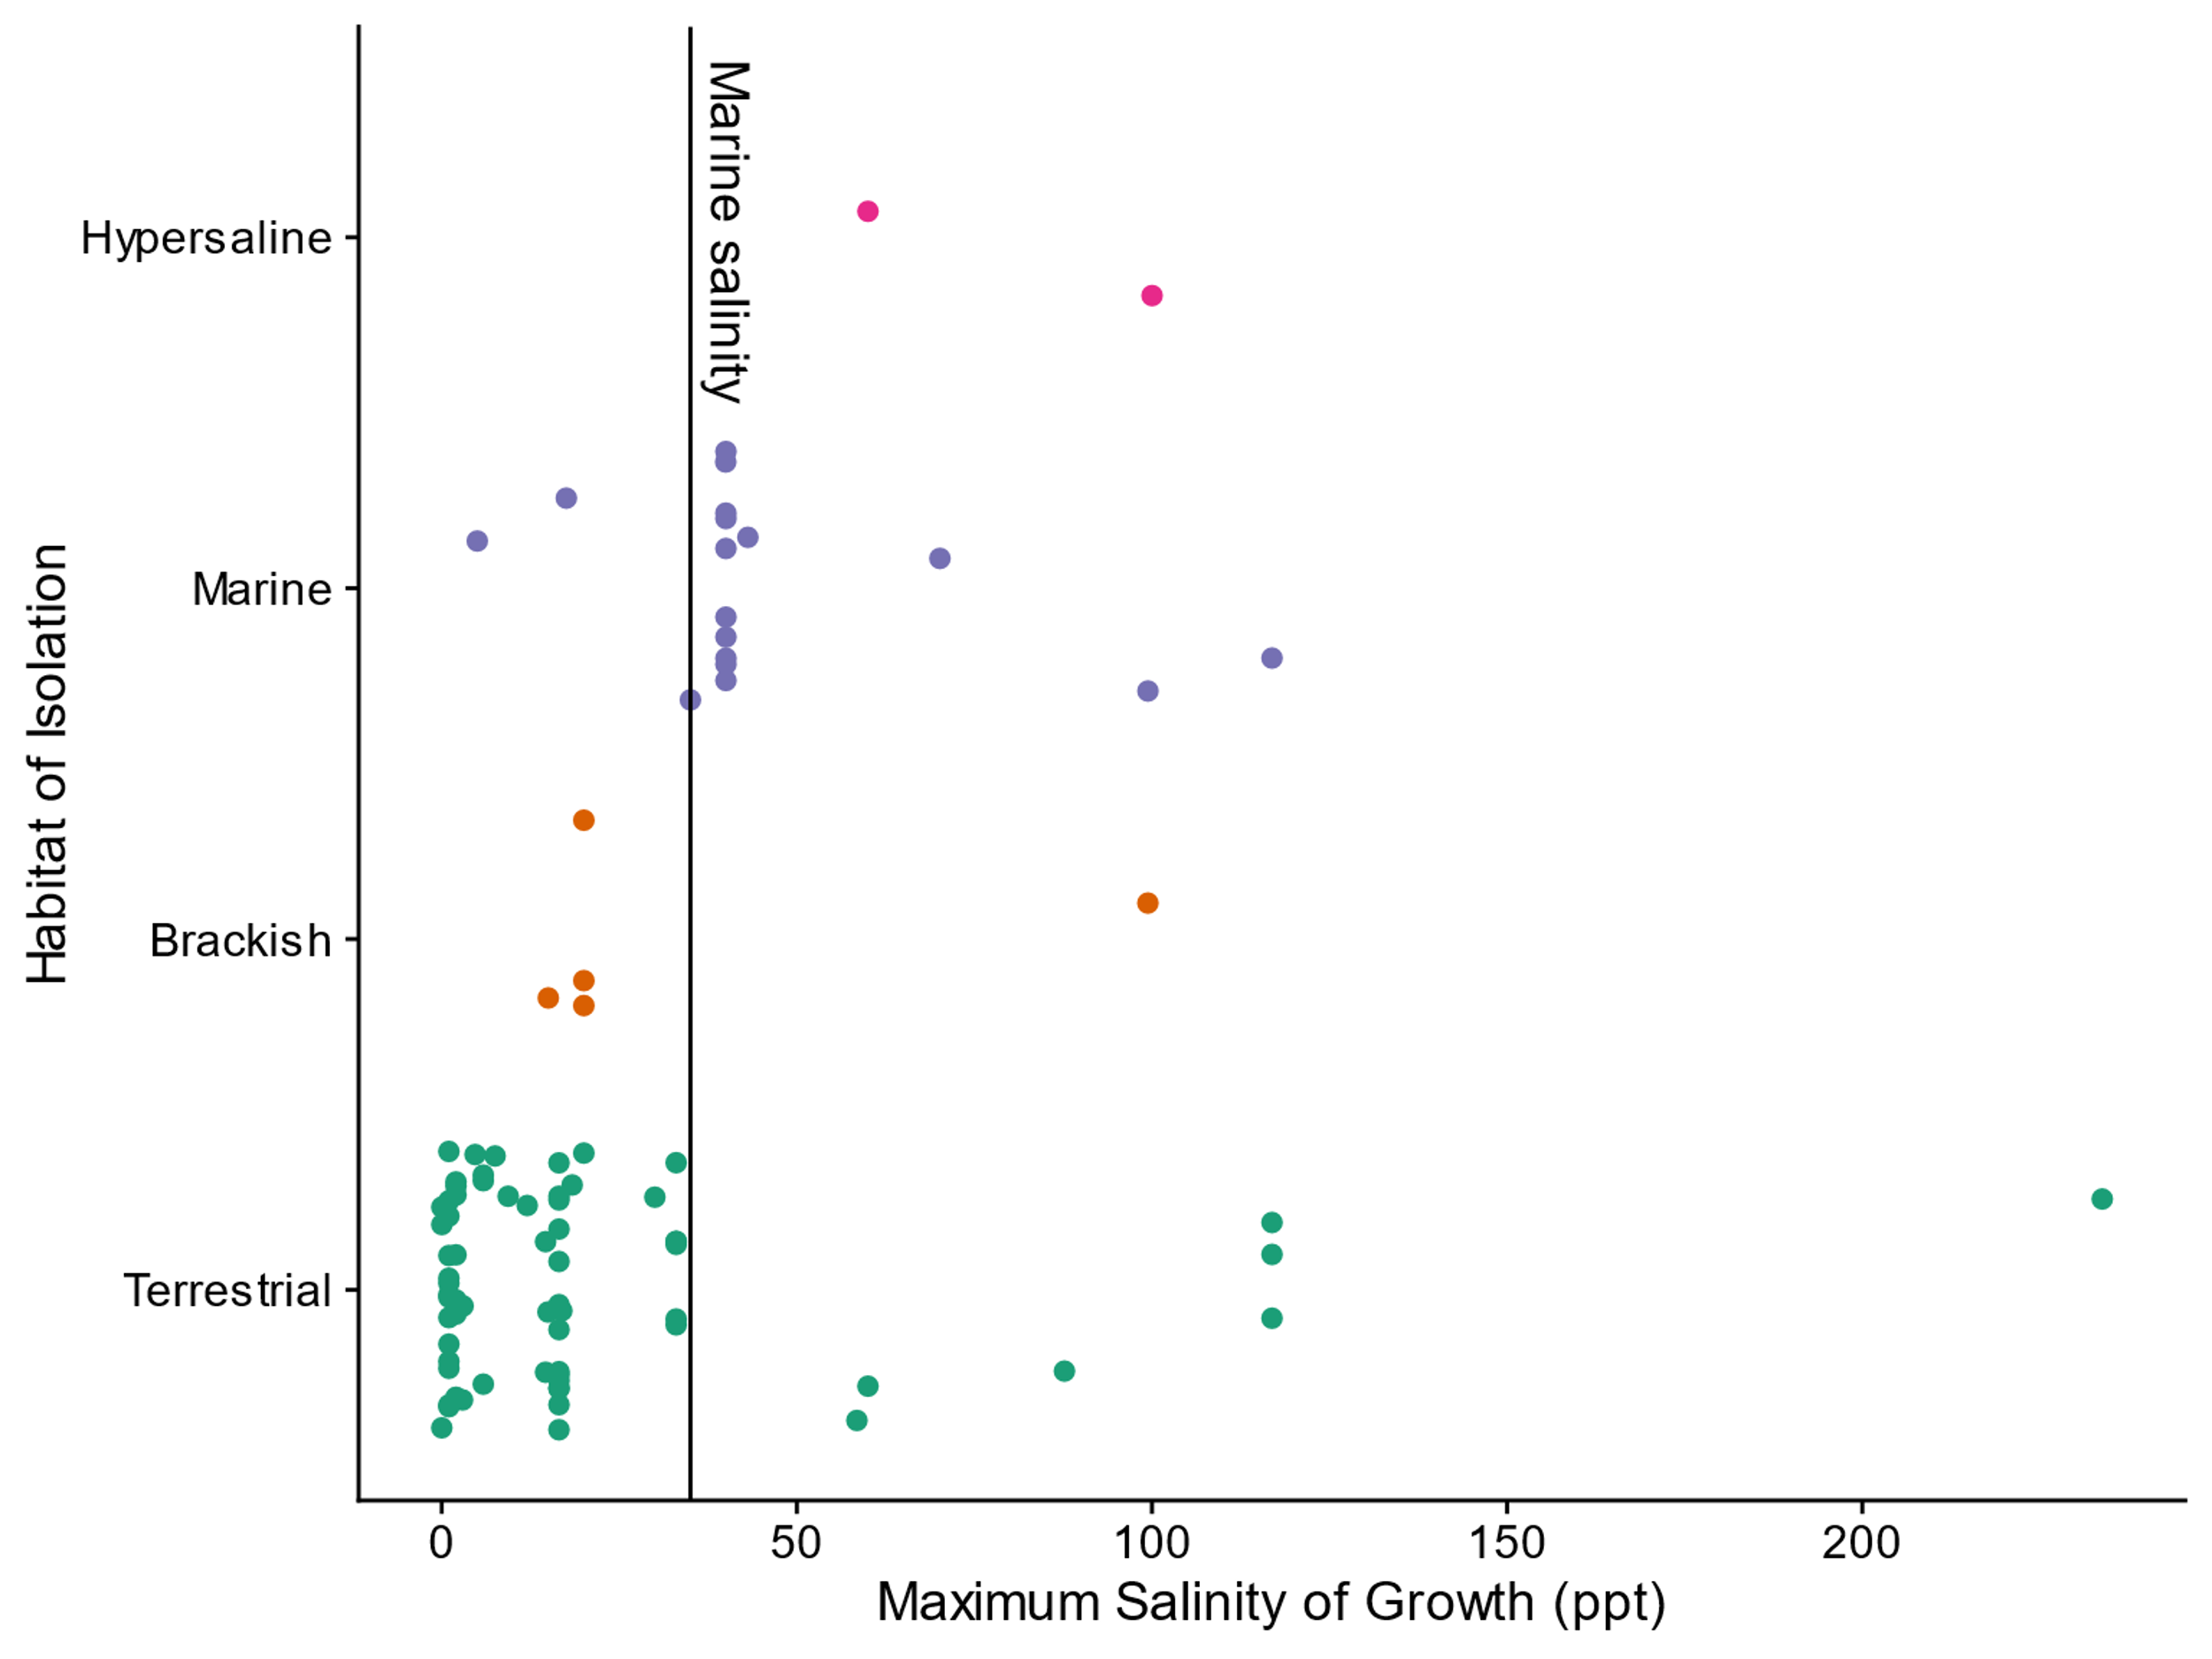 Marine salinity
Hypersaline
Marine
Brackish
Terrestrial
Habitat of Isolation
0 50 100 150 200
Maximum Salinity of Growth (ppt)